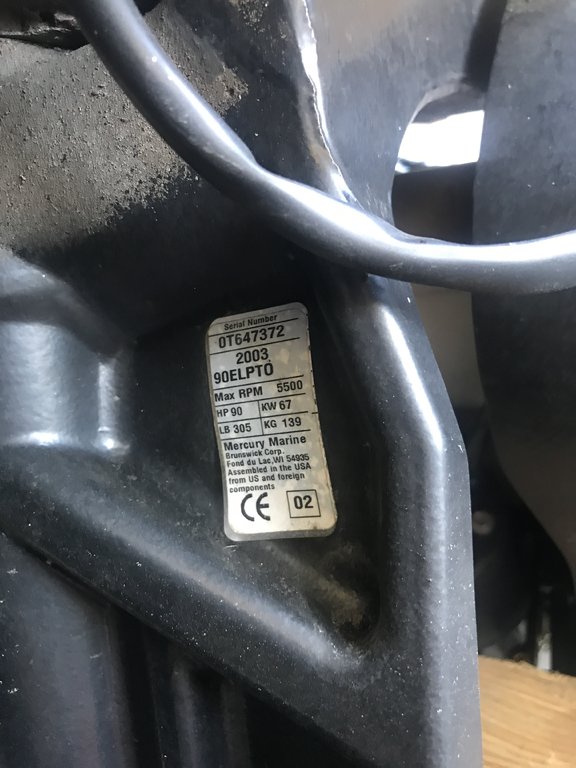 Serial Number
0T647372
2003
90ELPTO
Max RPM 5500
HP 90 KW 67
LB 305 KG 139
Mercury Marine
Brunswick Corp.
Fond du Lac, WI 54935
Assembled in the USA
from US and foreign
components
CE 02